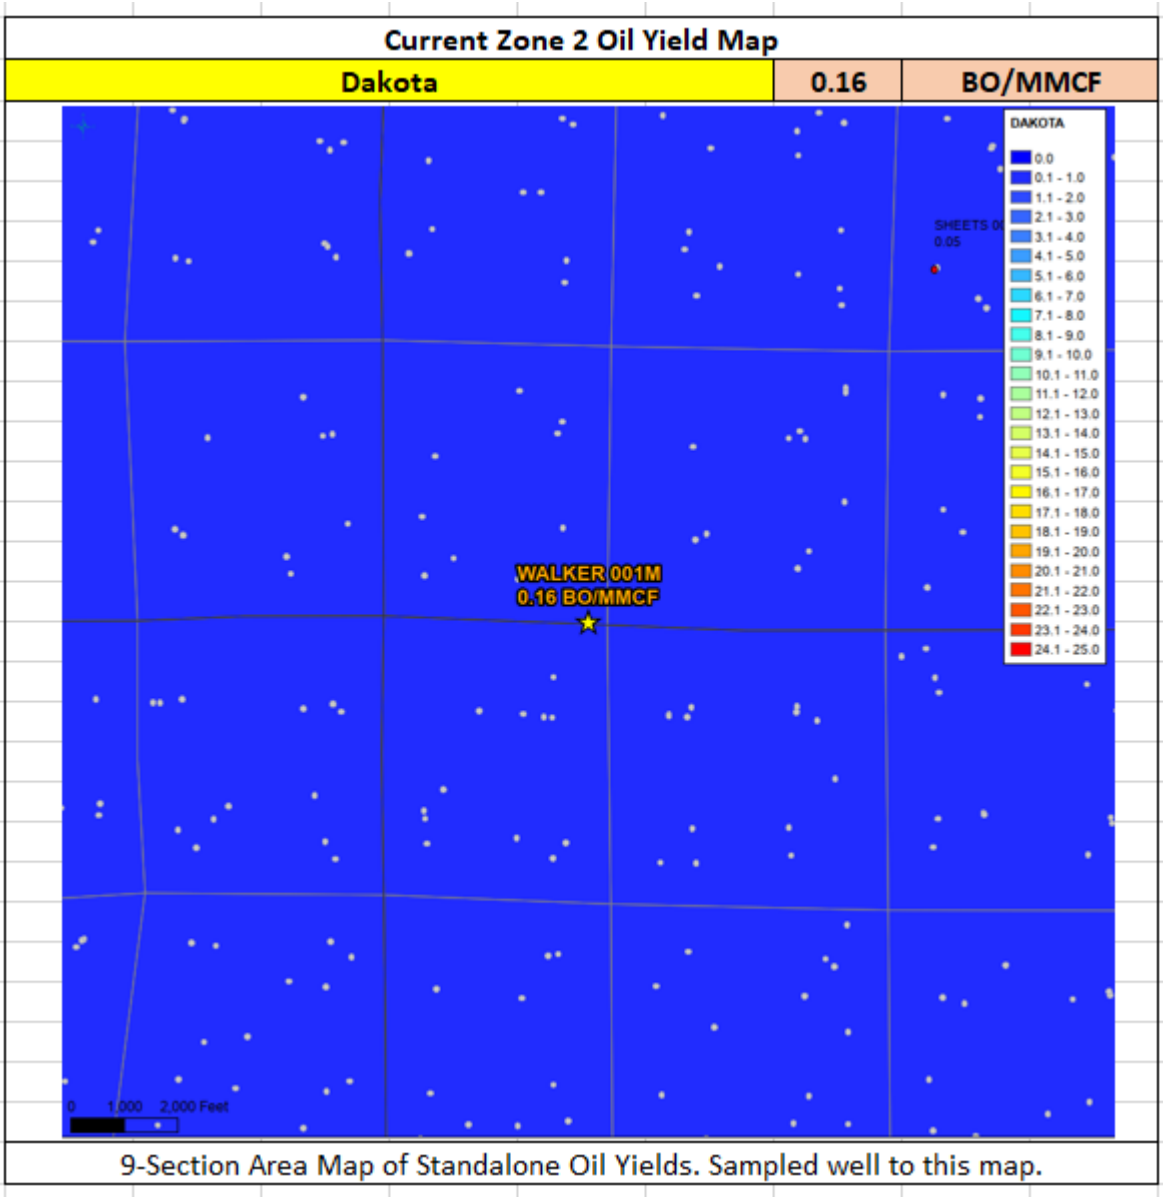 Current Zone 2 Oil Yield Map
Dakota 0.16 BO/MMCF
DAKOTA
0.0
0.1 - 1.0
1.1 - 2.0
2.1 - 3.0
3.1 - 4.0
4.1 - 5.0
5.1 - 6.0
6.1 - 7.0
7.1 - 8.0
8.1 - 9.0
9.1 - 10.0
10.1 - 11.0
11.1 - 12.0
12.1 - 13.0
13.1 - 14.0
14.1 - 15.0
15.1 - 16.0
16.1 - 17.0
17.1 - 18.0
18.1 - 19.0
19.1 - 20.0
20.1 - 21.0
21.1 - 22.0
22.1 - 23.0
23.1 - 24.0
24.1 - 25.0
SHEETS
0.05
WALKER 001M
0.16 BO/MMCF
0 1,000 2,000 Feet
9-Section Area Map of Standalone Oil Yields. Sampled well to this map.